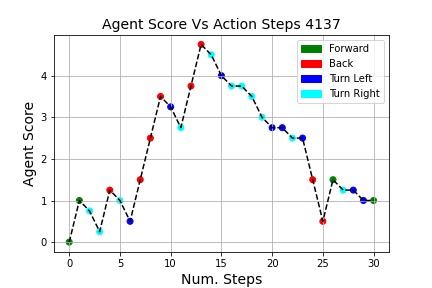 Agent Score Vs Action Steps 4137
Forward
Back
Turn Left
Turn Right
Agent Score
4
3
2
1
0
0 5 10 15 20 25 30
Num. Steps